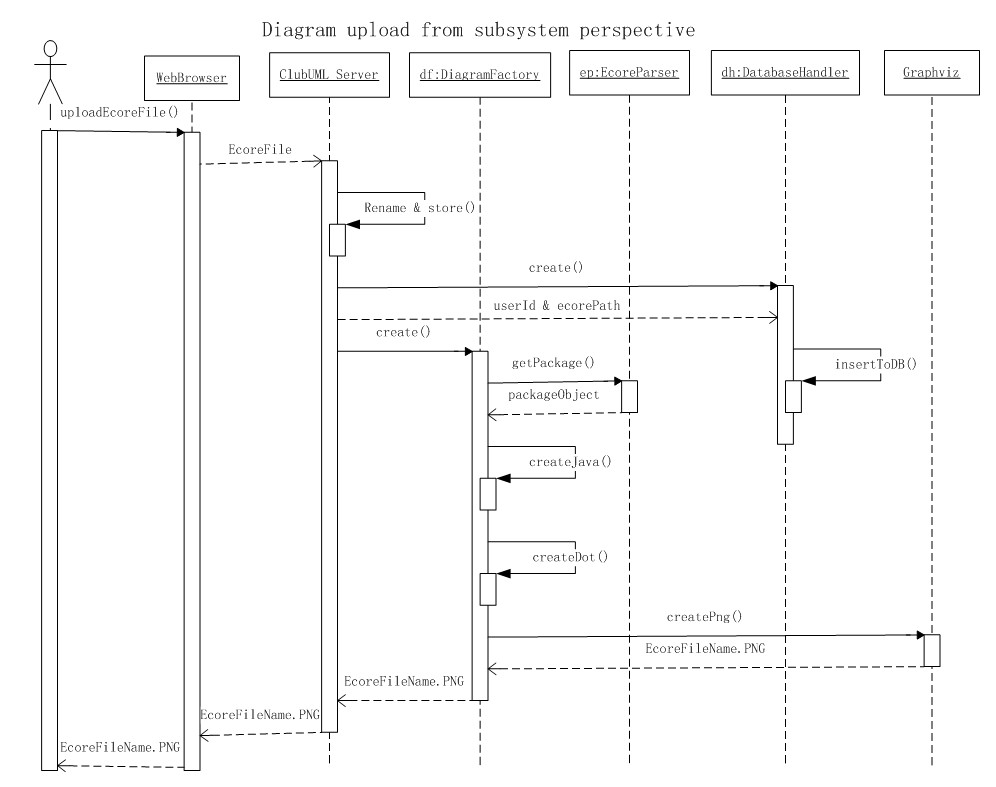 Diagram upload from subsystem perspective
WebBrowser
ClubUML Server
df:DiagramFactory
ep:EcoreParser
dh:DatabaseHandler
Graphviz
uploadEcoreFile()
EcoreFile
Rename & store()
create()
userId & ecorePath
create()
getPackage()
insertToDB()
packageObject
createJava()
createDot()
createPng()
EcoreFileName.PNG
EcoreFileName.PNG
EcoreFileName.PNG
EcoreFileName.PNG